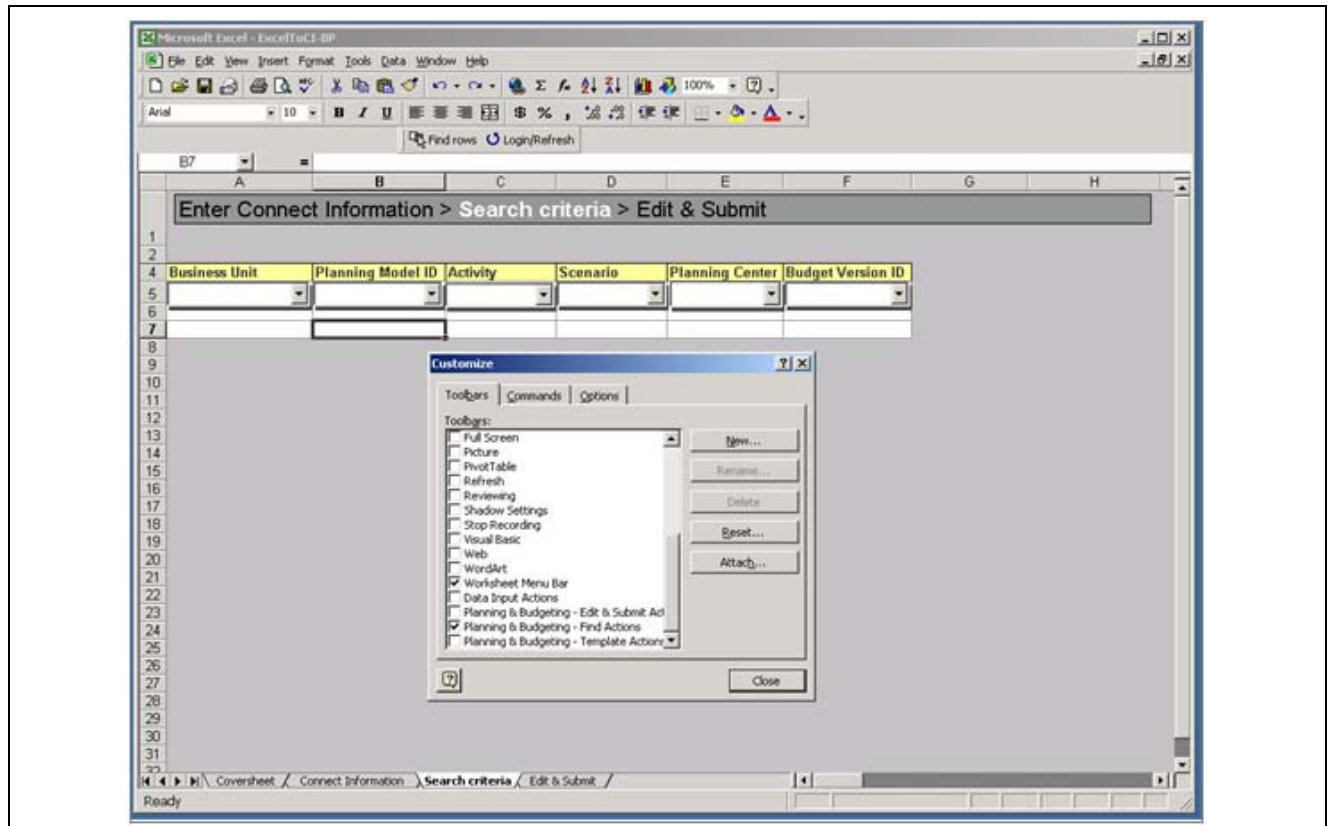 Microsoft Excel - ExcelToCI-BP
File Edit View Insert Format Tools Data Window Help
100%
Arial 10 B I U $ % ,
Find rows Login/Refresh
B7 =
A B C D E F G H
Enter Connect Information > Search criteria > Edit & Submit
1
2
4 Business Unit Planning Model ID Activity Scenario Planning Center Budget Version ID
5
6
7
8
9 Customize
10
11 Toolbars Commands Options
12 Toolbars:
13 Full Screen New...
14 Picture
15 PivotTable Rename...
16 Refresh
17 Reviewing Delete
18 Shadow Settings
19 Stop Recording
20 Visual Basic Reset...
21 Web
22 WordArt Attach...
23 Worksheet Menu Bar
24 Data Input Actions
25 Planning & Budgeting - Edit & Submit Act
26 Planning & Budgeting - Find Actions
27 Planning & Budgeting - Template Actions
28 Close
29
30
31
32
Coversheet Connect Information Search criteria Edit & Submit
Ready